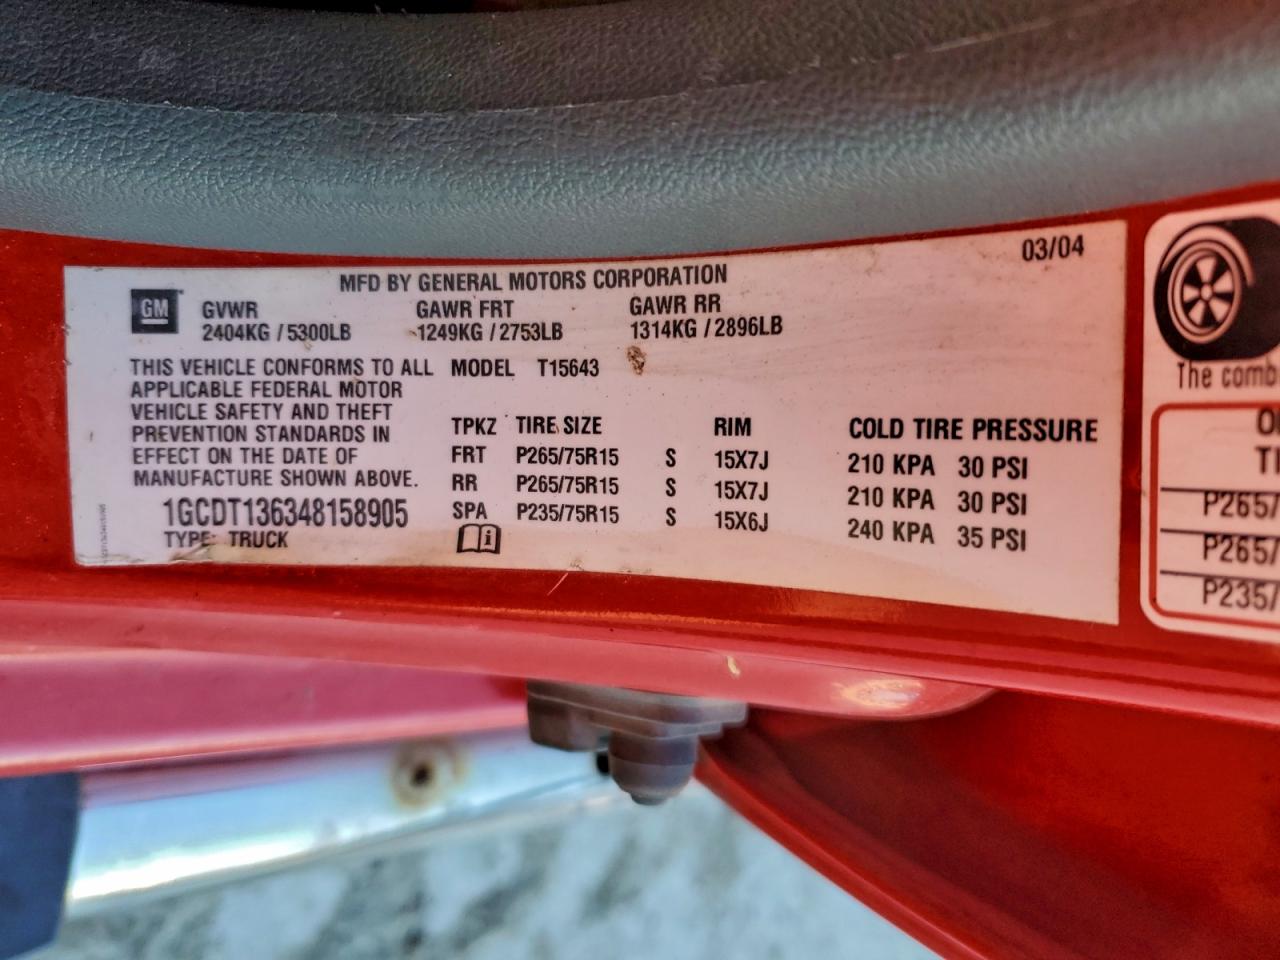 03/04
MFD BY GENERAL MOTORS CORPORATION
GM
GVWR GAWR FRT GAWR RR
2404KG / 5300LB 1249KG / 2753LB 1314KG / 2896LB
THIS VEHICLE CONFORMS TO ALL
APPLICABLE FEDERAL MOTOR
VEHICLE SAFETY AND THEFT
PREVENTION STANDARDS IN
EFFECT ON THE DATE OF
MANUFACTURE SHOWN ABOVE.
1GCDT136348158905
TYPE: TRUCK
MODEL T15643
TPKZ TIRE SIZE RIM COLD TIRE PRESSURE
FRT P265/75R15 S 15X7J 210 KPA 30 PSI
RR P265/75R15 S 15X7J 210 KPA 30 PSI
SPA P235/75R15 S 15X6J 240 KPA 35 PSI
i
The comb
P265/
P265/
P235/